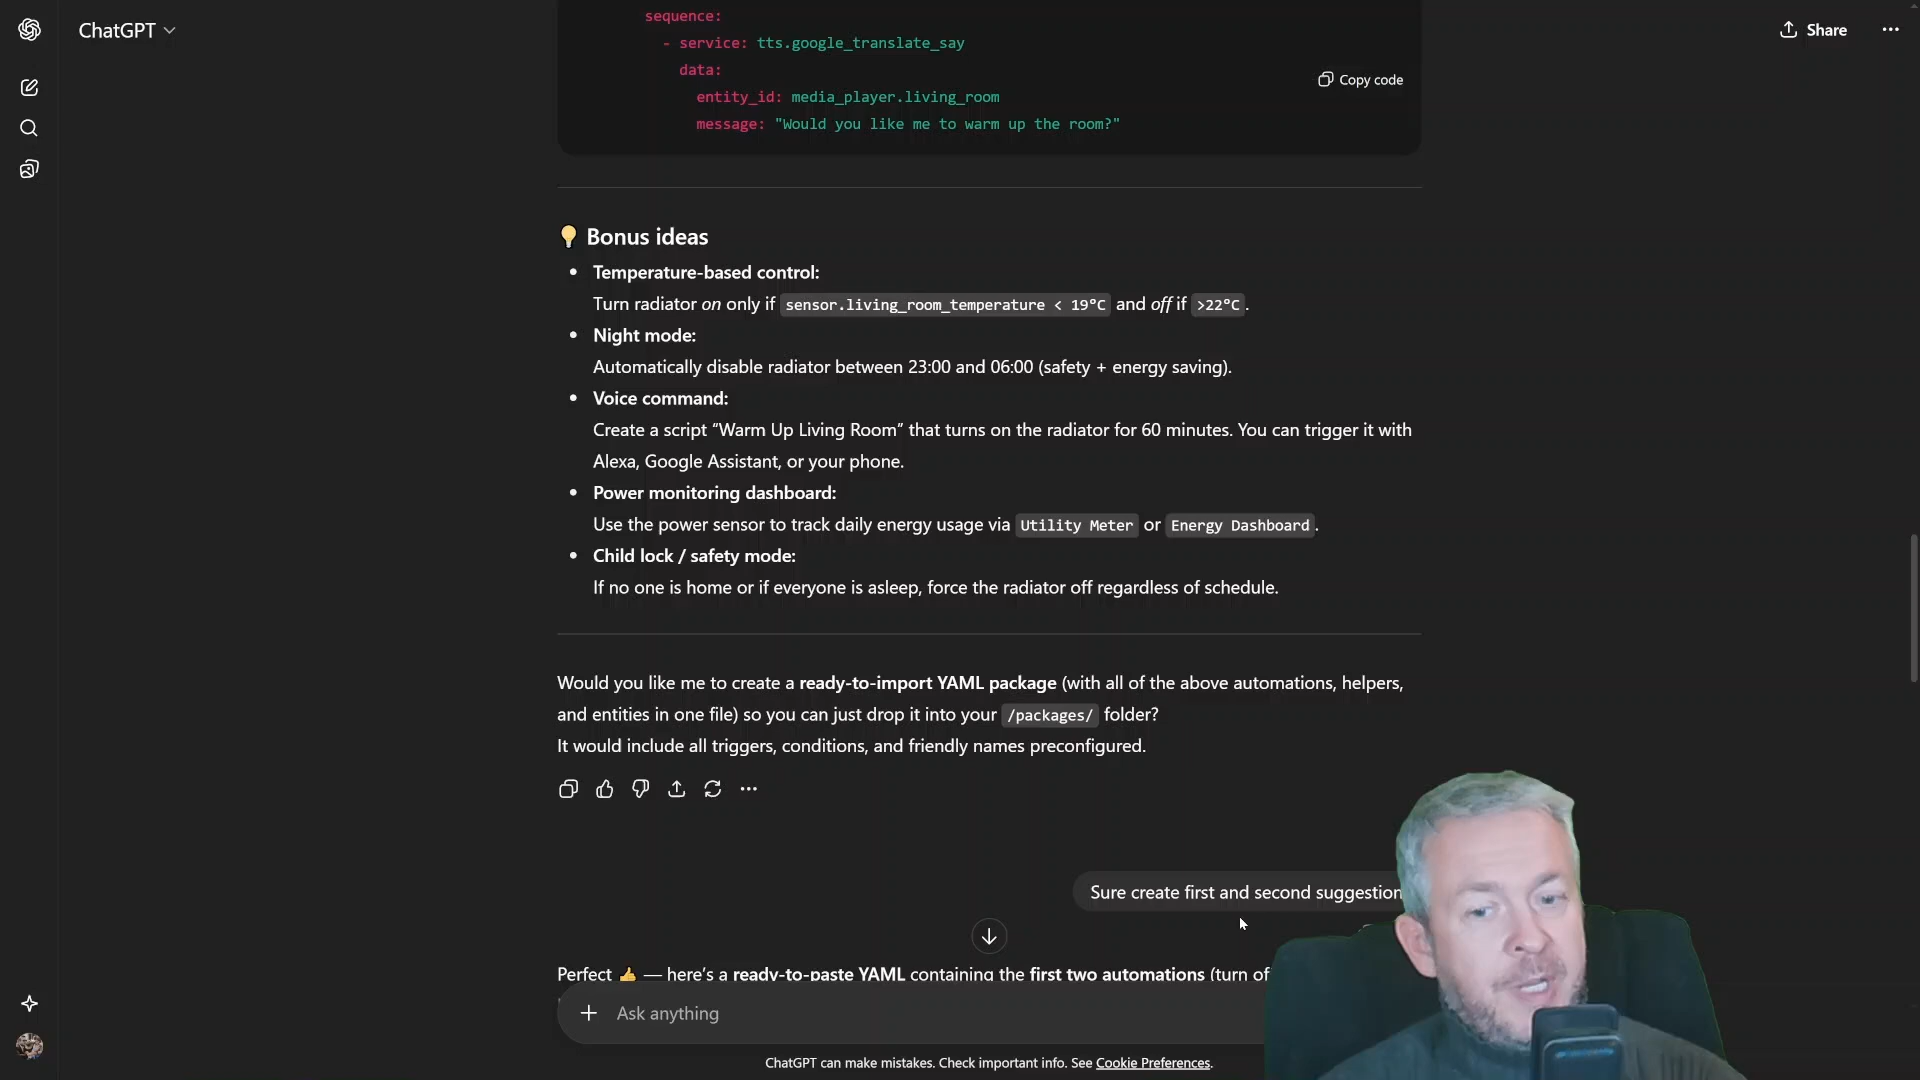 ChatGPT
Share
sequence:
- service: tts.google_translate_say
data:
Copy code
entity_id: media_player.living_room
message: "Would you like me to warm up the room?"
💡 Bonus ideas
• Temperature-based control:
Turn radiator on only if sensor.living_room_temperature < 19°C and off if >22°C.
• Night mode:
Automatically disable radiator between 23:00 and 06:00 (safety + energy saving).
• Voice command:
Create a script “Warm Up Living Room” that turns on the radiator for 60 minutes. You can trigger it with
Alexa, Google Assistant, or your phone.
• Power monitoring dashboard:
Use the power sensor to track daily energy usage via Utility Meter or Energy Dashboard.
• Child lock / safety mode:
If no one is home or if everyone is asleep, force the radiator off regardless of schedule.
Would you like me to create a ready-to-import YAML package (with all of the above automations, helpers,
and entities in one file) so you can just drop it into your /packages/ folder?
It would include all triggers, conditions, and friendly names preconfigured.
Sure create first and second suggestion
Perfect 👍 — here’s a ready-to-paste YAML containing the first two automations (turn of
Ask anything
ChatGPT can make mistakes. Check important info. See Cookie Preferences.